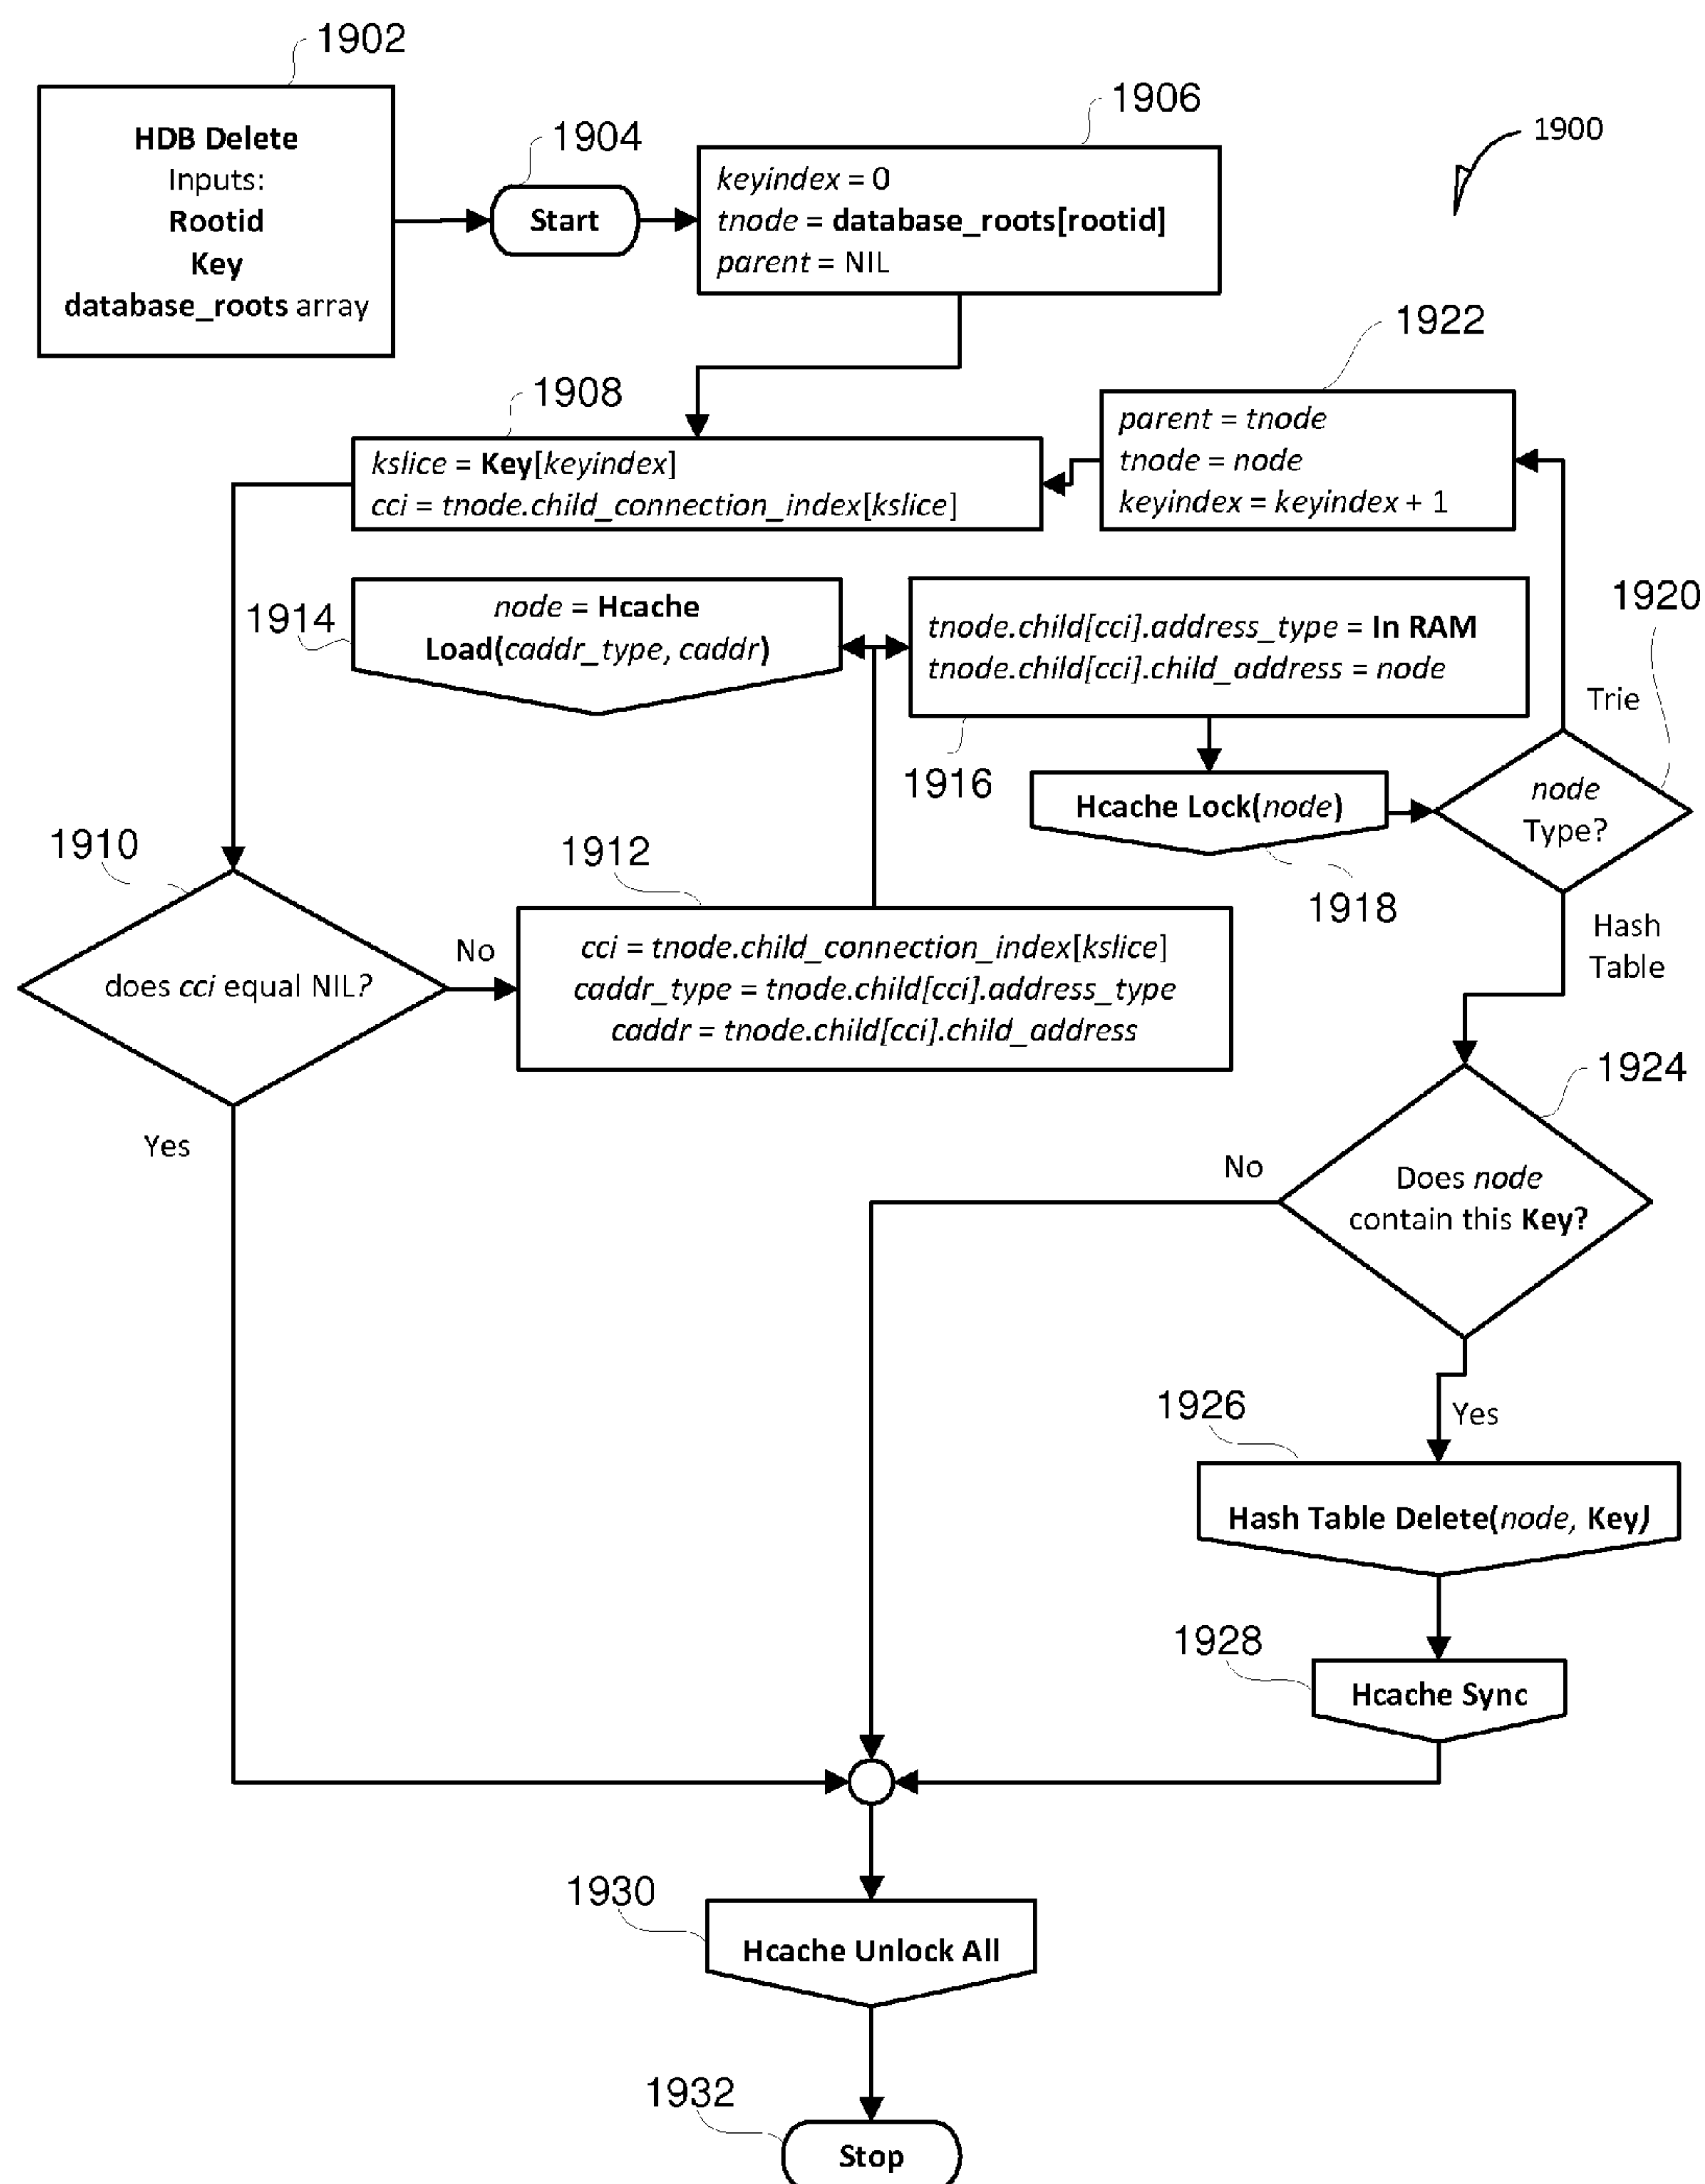 1902
HDB Delete
Inputs:
Rootid
Key
database_roots array
1904
Start
1906
keyindex = 0
tnode = database_roots[rootid]
parent = NIL
1900
1908
kslice = Key[keyindex]
cci = tnode.child_connection_index[kslice]
1922
parent = tnode
tnode = node
keyindex = keyindex + 1
1914
node = Hcache
Load(caddr_type, caddr)
tnode.child[cci].address_type = In RAM
tnode.child[cci].child_address = node
1916
1920
Trie
node
Type?
Hcache Lock(node)
1918
Hash
Table
1910
does cci equal NIL?
No
Yes
1912
cci = tnode.child_connection_index[kslice]
caddr_type = tnode.child[cci].address_type
caddr = tnode.child[cci].child_address
1924
Does node
contain this Key?
No
Yes
1926
Hash Table Delete(node, Key)
1928
Hcache Sync
1930
Hcache Unlock All
1932
Stop